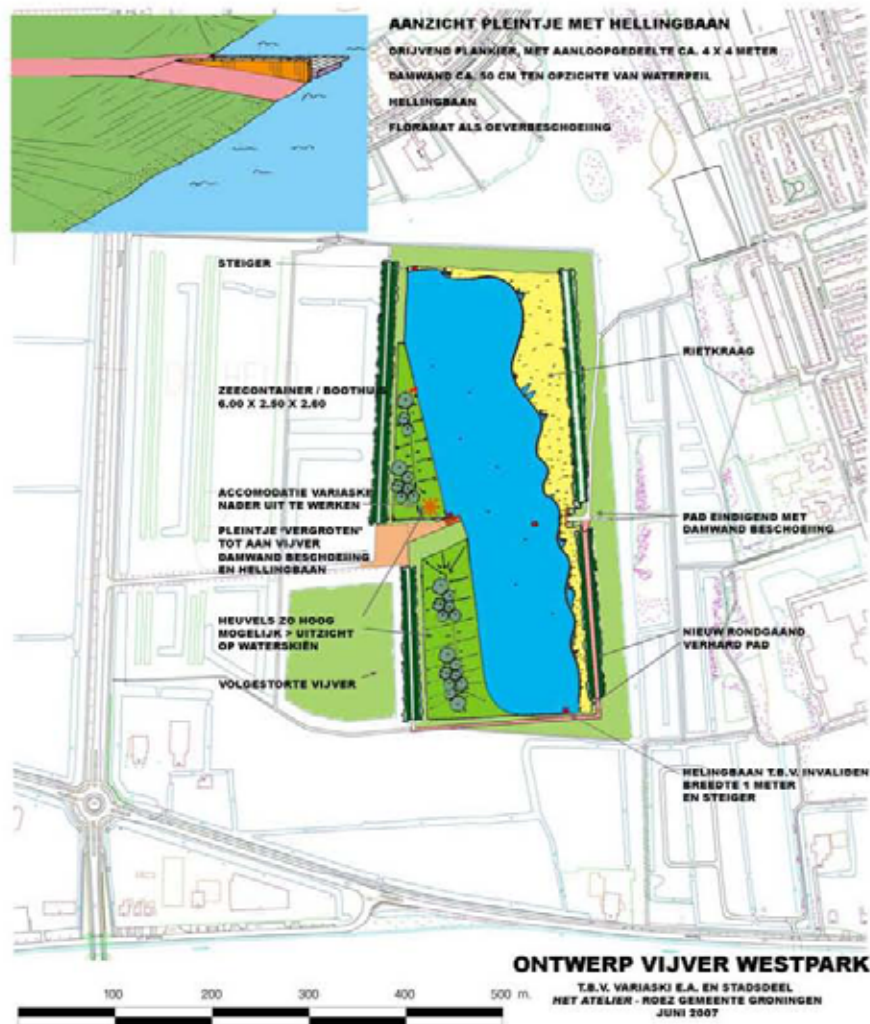 AANZICHT PLEINTJE MET HELLINGBAAN
DRIJVEND PLANKIER, MET AANLOOPGEDEELTE CA. 4 X 4 METER
DAMWAND CA. 50 CM TEN OPZICHTE VAN WATERPEIL
HELLINGBAAN
FLORAMAT ALS OEVERBESCHOEIING
STEIGER
RIETKRAAG
ZEECONTAINER / BOOTHUIS
6.00 X 2.50 X 2.60
ACCOMODATIE VARIASKI
NADER UIT TE WERKEN
PLEINTJE 'VERGROTEN'
TOT AAN VIJVER
DAMWAND BESCHOEIING
EN HELLINGBAAN
PAD EINDIGEND MET
DAMWAND BESCHOEIING
HEUVELS ZO HOOG
MOGELIJK > UITZICHT
OP WATERSKIËN
NIEUW RONDGAAND
VERHARD PAD
VOLGESTORTE VIJVER
HELINGBAAN T.B.V. INVALIDEN
BREEDTE 1 METER
EN STEIGER
ONTWERP VIJVER WESTPARK
T.B.V. VARIASKI E.A. EN STADSDEEL
HET ATELIER - ROEZ GEMEENTE GRONINGEN
JUNI 2007
100 200 300 400 500 m.